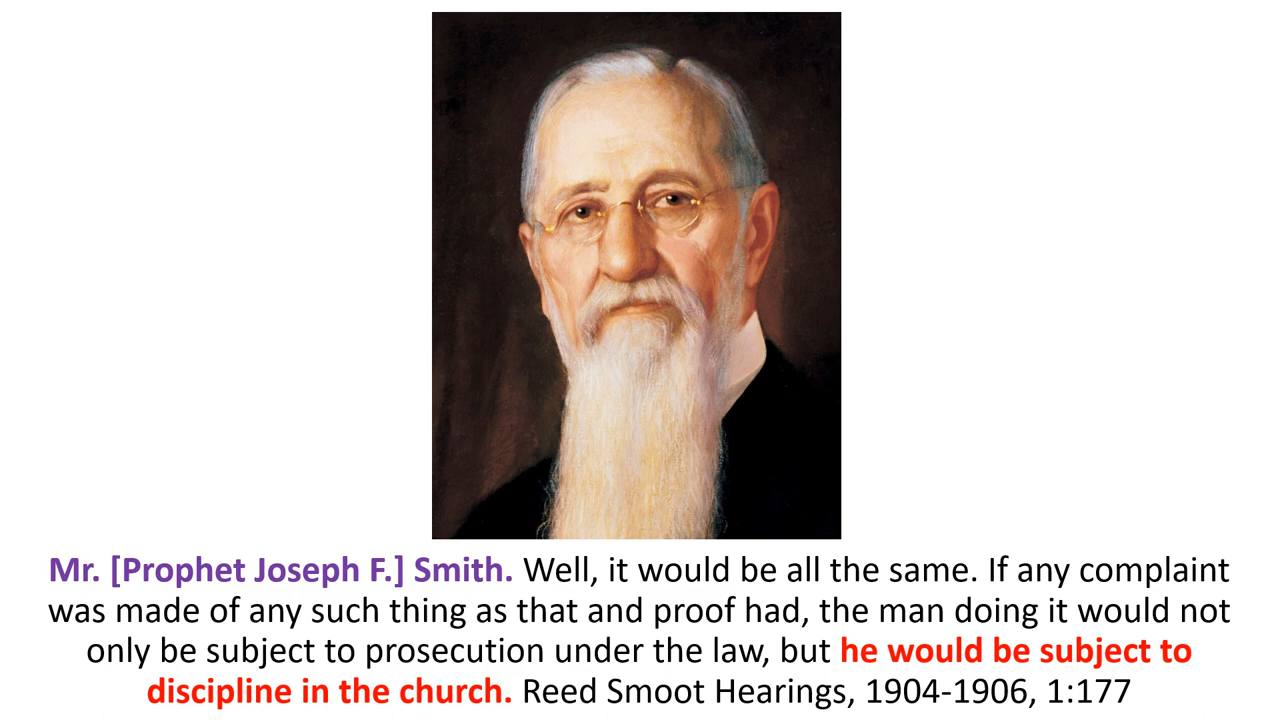 Mr. [Prophet Joseph F.] Smith. Well, it would be all the same. If any complaint
was made of any such thing as that and proof had, the man doing it would not
only be subject to prosecution under the law, but he would be subject to
discipline in the church. Reed Smoot Hearings, 1904-1906, 1:177